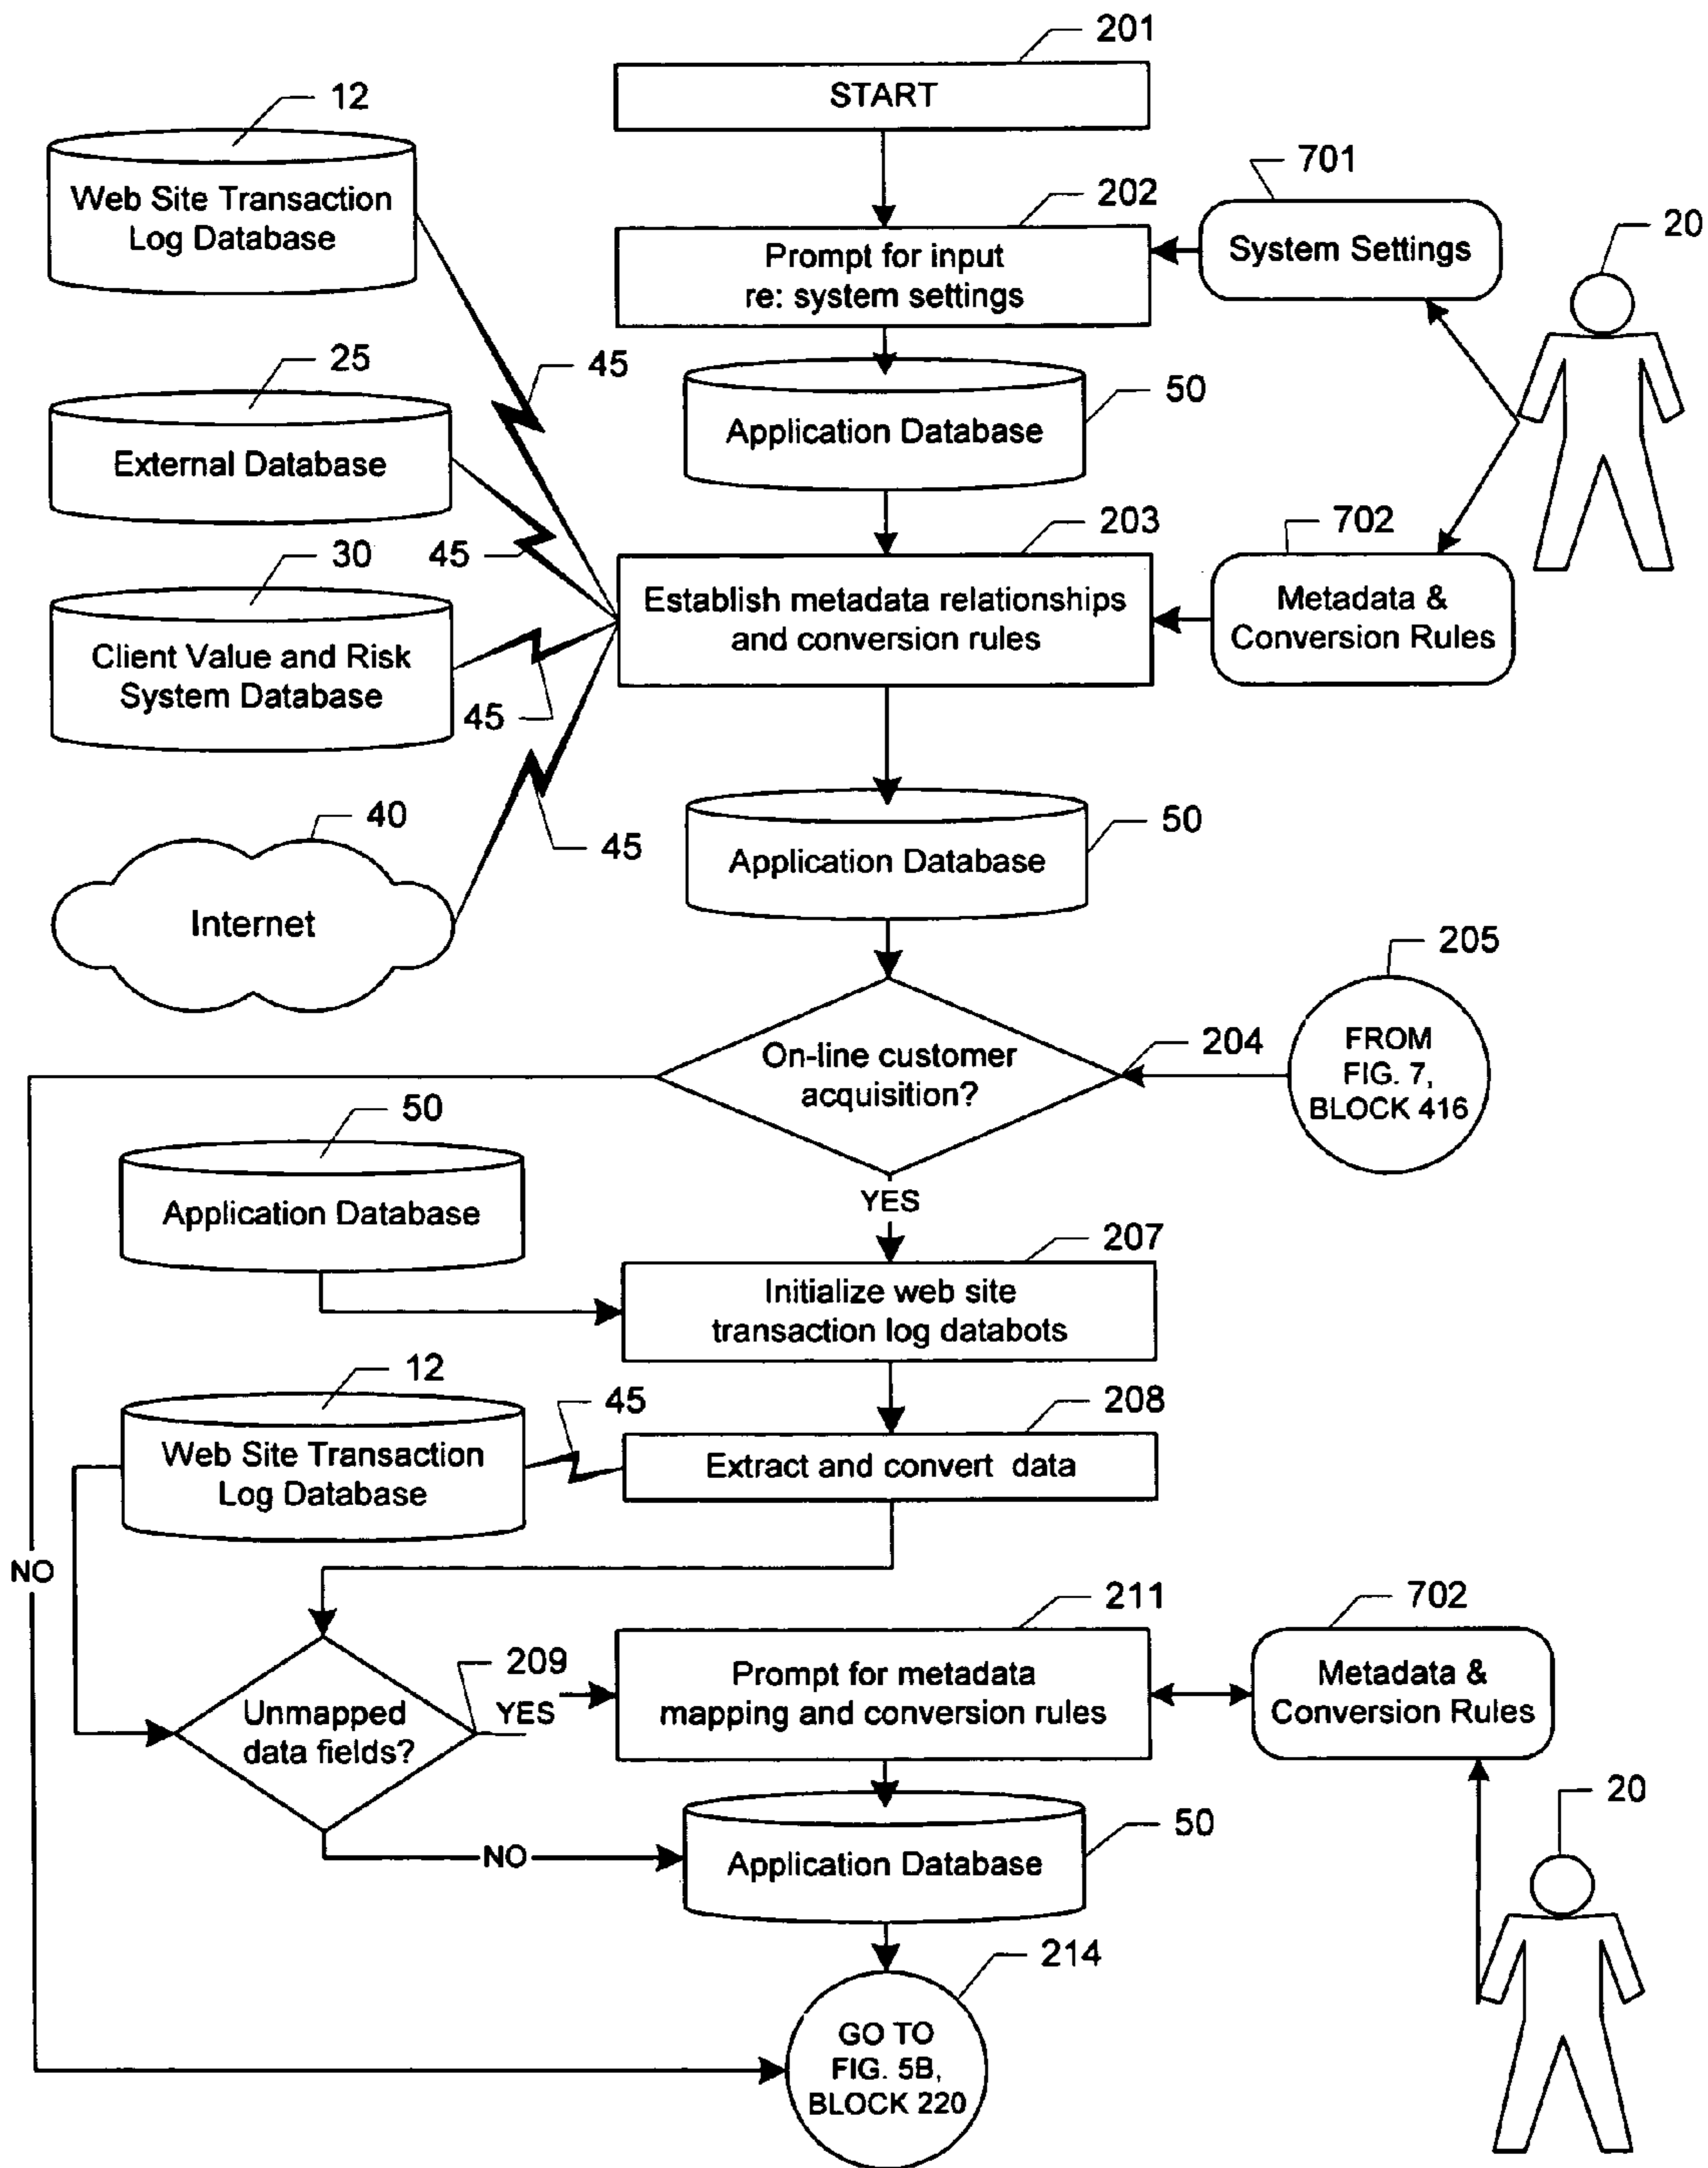 201
START
12
Web Site Transaction
Log Database
701
System Settings
202
Prompt for input
re: system settings
20
25
External Database
45
50
Application Database
203
Establish metadata relationships
and conversion rules
702
Metadata &
Conversion Rules
45
30
Client Value and Risk
System Database
45
45
40
Internet
50
Application Database
205
FROM
FIG. 7,
BLOCK 416
204
On-line customer
acquisition?
50
Application Database
YES
207
Initialize web site
transaction log databots
12
Web Site Transaction
Log Database
45
208
Extract and convert data
NO
209
Unmapped
data fields?
YES
211
Prompt for metadata
mapping and conversion rules
702
Metadata &
Conversion Rules
20
NO
50
Application Database
214
GO TO
FIG. 5B,
BLOCK 220